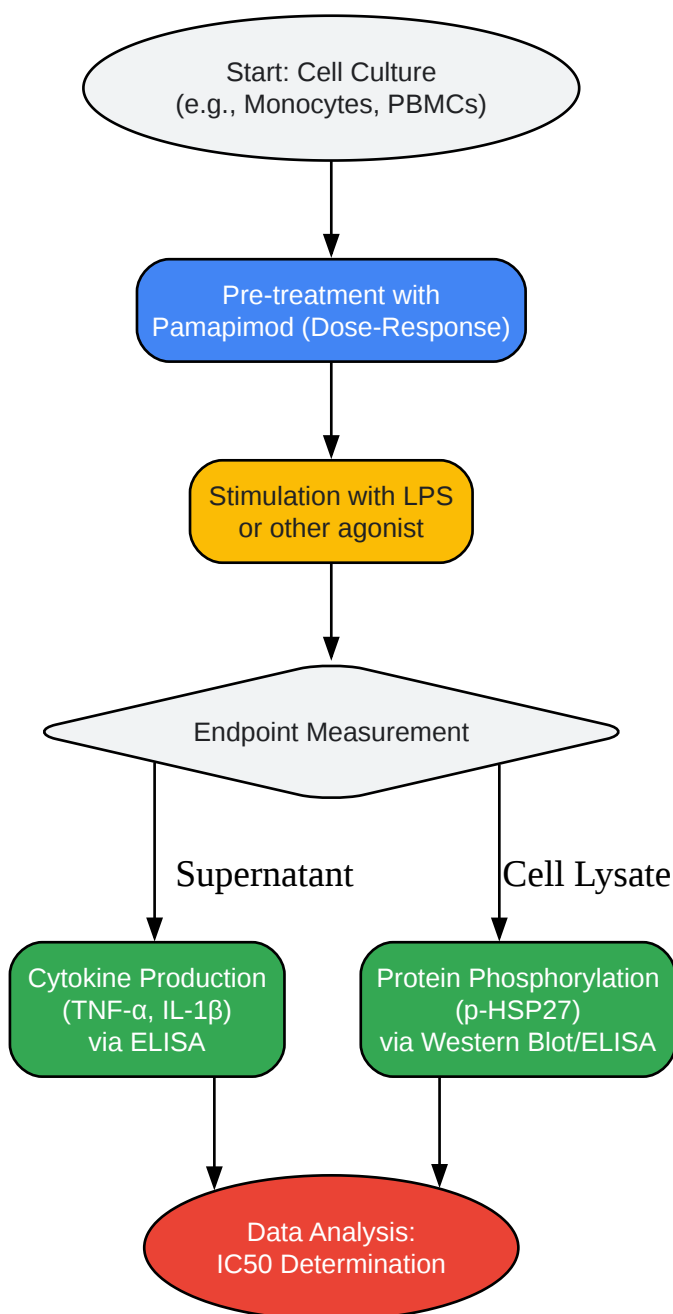 Start: Cell Culture
(e.g., Monocytes, PBMCs)
Pre-treatment with
Pamapimod (Dose-Response)
Stimulation with LPS
or other agonist
Endpoint Measurement
Supernatant
Cell Lysate
Cytokine Production
(TNF-α, IL-1β)
via ELISA
Protein Phosphorylation
(p-HSP27)
via Western Blot/ELISA
Data Analysis:
IC50 Determination